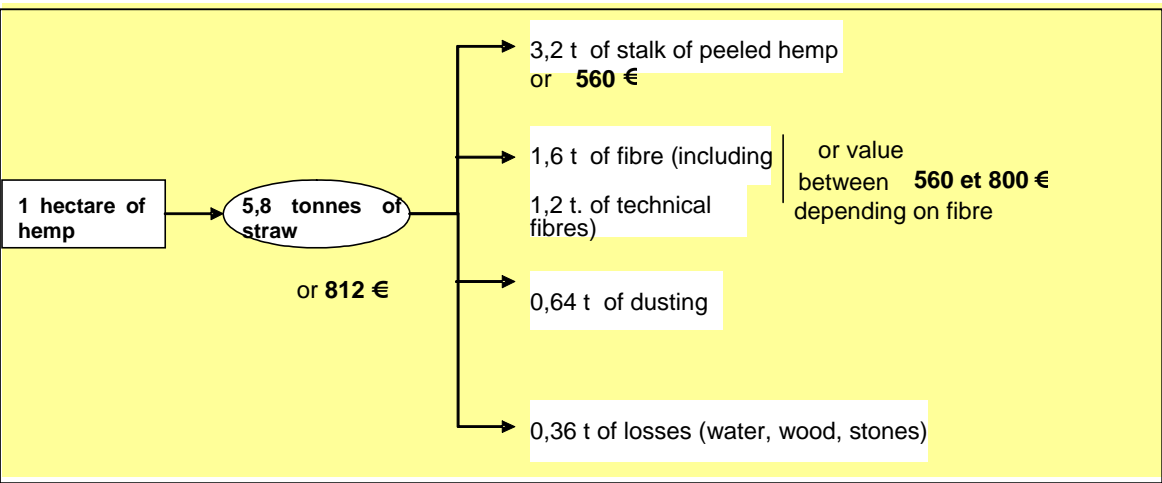 3,2 t of stalk of peeled hemp
or 560 €
1,6 t of fibre (including
1,2 t. of technical
fibres)
or value
between 560 et 800 €
depending on fibre
1 hectare of
hemp
5,8 tonnes of
straw
or 812 €
0,64 t of dusting
0,36 t of losses (water, wood, stones)